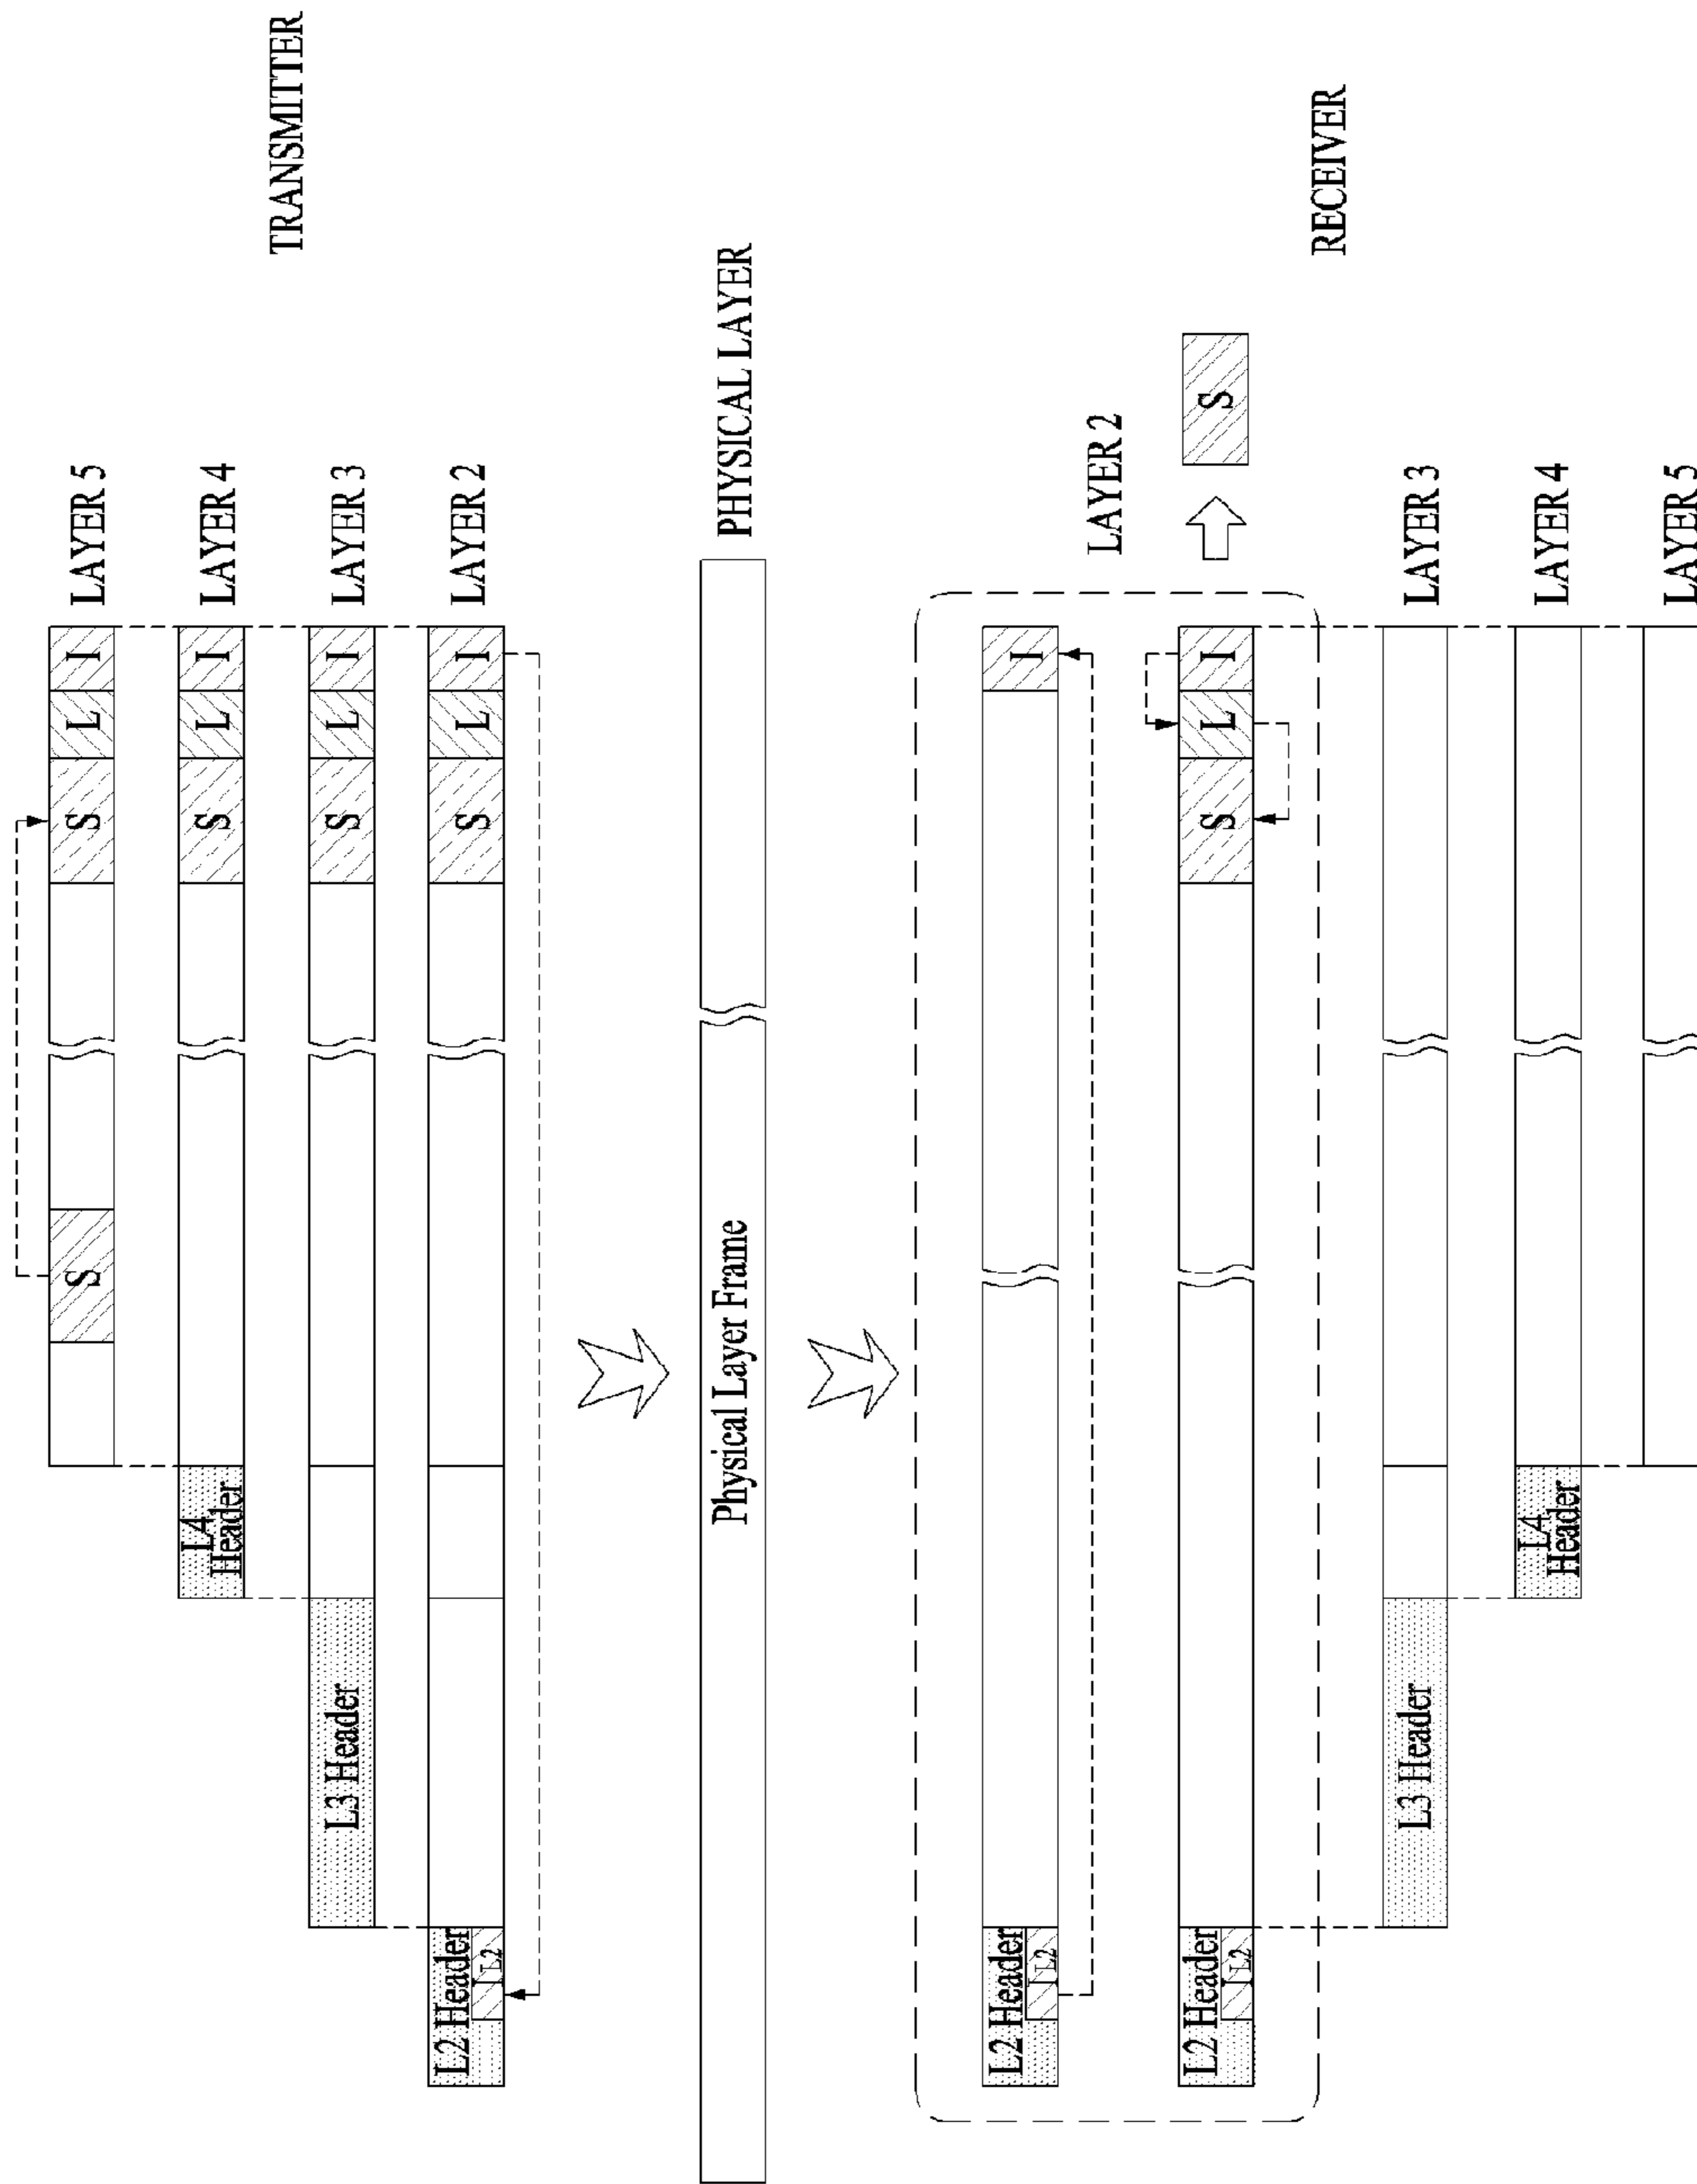 S S L I LAYER 5
L4 Header S L I LAYER 4
TRANSMITTER
L3 Header S L I LAYER 3
L2 Header I L2 S L I LAYER 2
Physical Layer Frame PHYSICAL LAYER
L2 Header I L2 I
LAYER 2
L2 Header I L2 S L I S
RECEIVER
L3 Header LAYER 3
L4 Header LAYER 4
LAYER 5